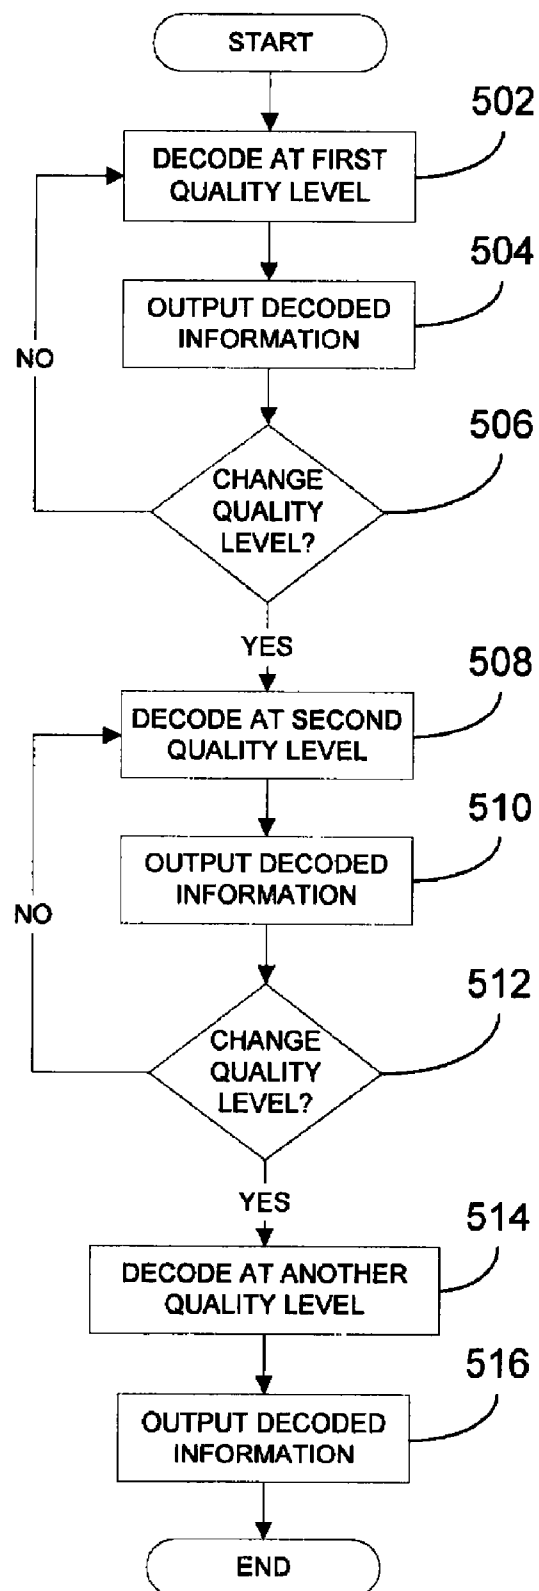 START
502
DECODE AT FIRST
QUALITY LEVEL
504
OUTPUT DECODED
INFORMATION
NO
506
CHANGE
QUALITY
LEVEL?
YES
508
DECODE AT SECOND
QUALITY LEVEL
510
OUTPUT DECODED
INFORMATION
NO
512
CHANGE
QUALITY
LEVEL?
YES
514
DECODE AT ANOTHER
QUALITY LEVEL
516
OUTPUT DECODED
INFORMATION
END